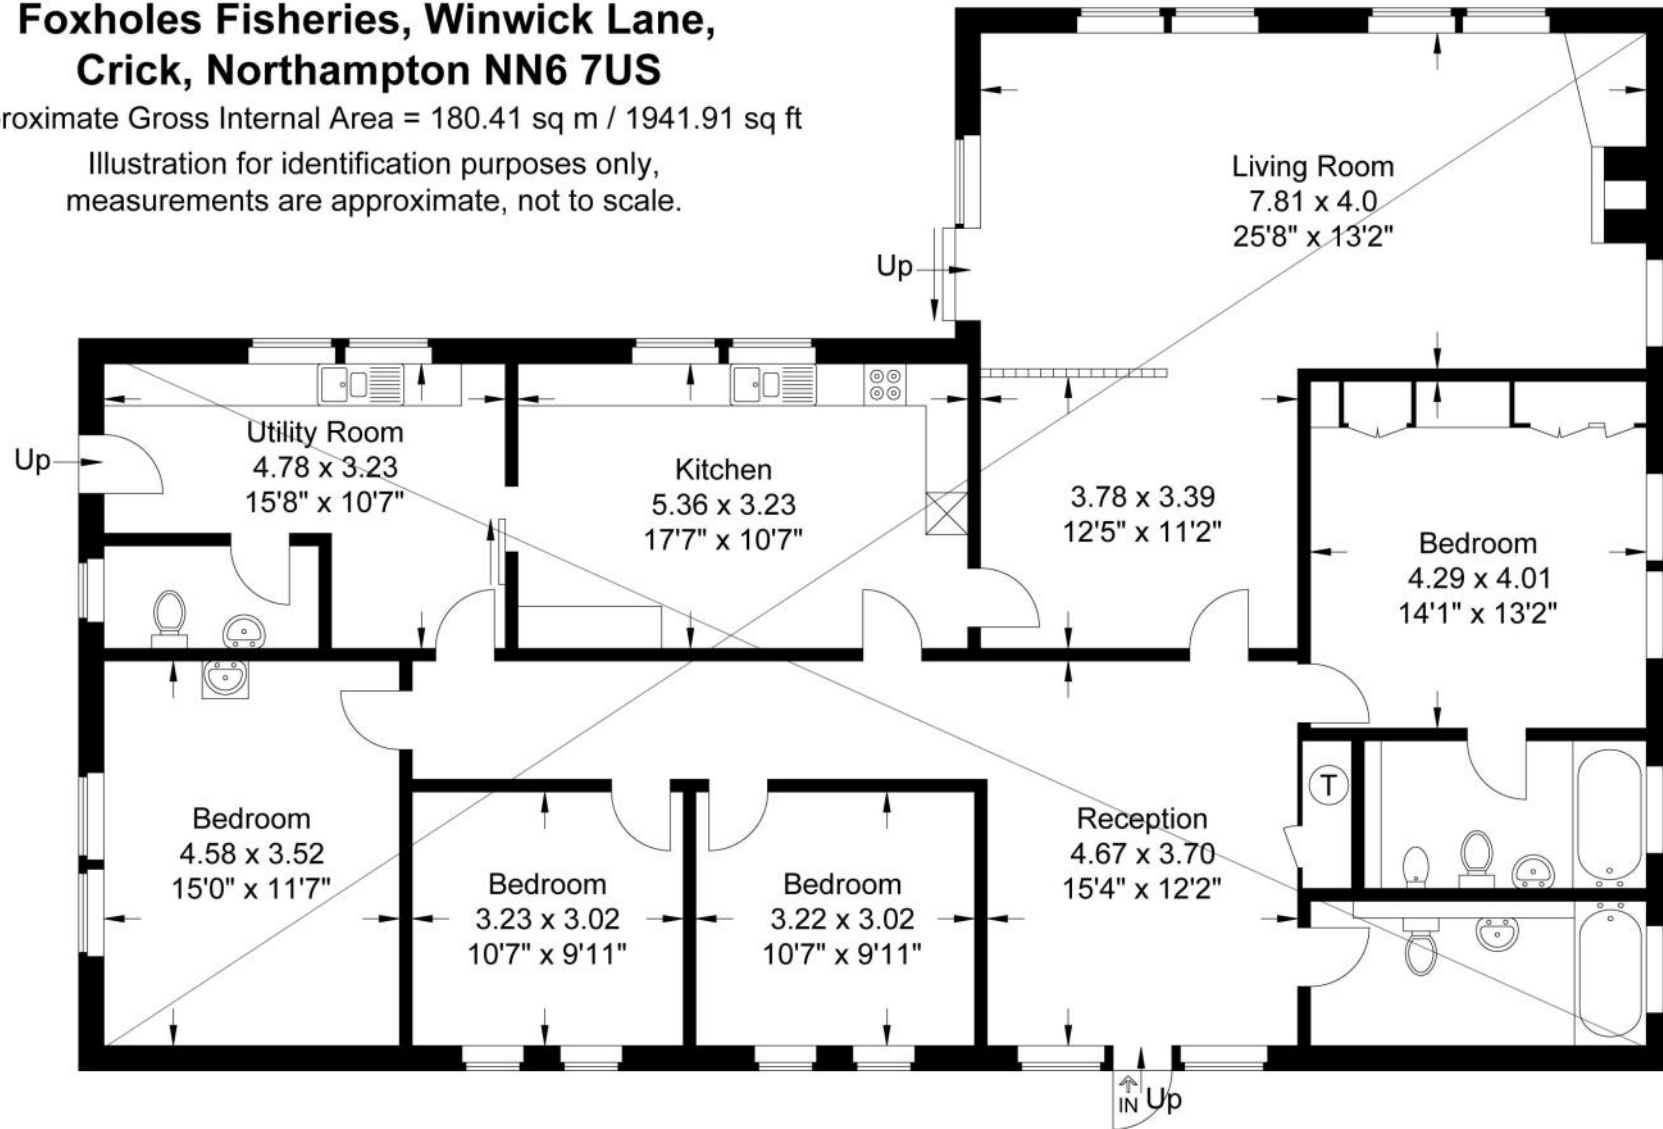 Foxholes Fisheries, Winwick Lane,
Crick, Northampton NN6 7US
roximate Gross Internal Area = 180.41 sq m / 1941.91 sq ft
Illustration for identification purposes only,
measurements are approximate, not to scale.
Living Room
7.81 x 4.0
25'8" x 13'2"
Up
Up
Utility Room
4.78 x 3.23
15'8" x 10'7"
Kitchen
5.36 x 3.23
17'7" x 10'7"
3.78 x 3.39
12'5" x 11'2"
Bedroom
4.29 x 4.01
14'1" x 13'2"
Bedroom
4.58 x 3.52
15'0" x 11'7"
Bedroom
3.23 x 3.02
10'7" x 9'11"
Bedroom
3.22 x 3.02
10'7" x 9'11"
Reception
4.67 x 3.70
15'4" x 12'2"
T
IN Up